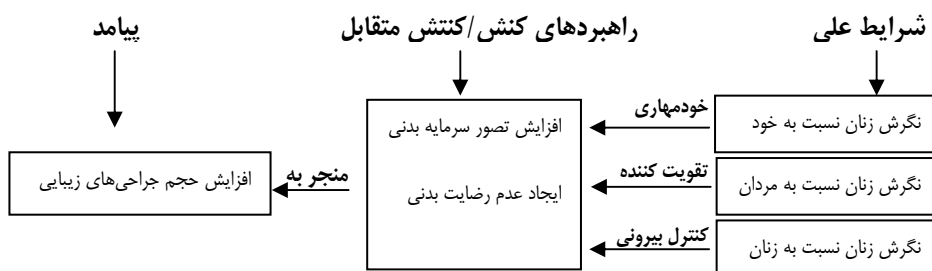 شرایط علی
راهبردهای کنش/کنتش متقابل
پیامد
نگرش زنان نسبت به خود
خودمهاری
نگرش زنان نسبت به مردان
تقویت کننده
نگرش زنان نسبت به زنان
کنترل بیرونی
افزایش تصور سرمایه بدنی
ایجاد عدم رضایت بدنی
منجر به
افزایش حجم جراحی‌های زیبایی